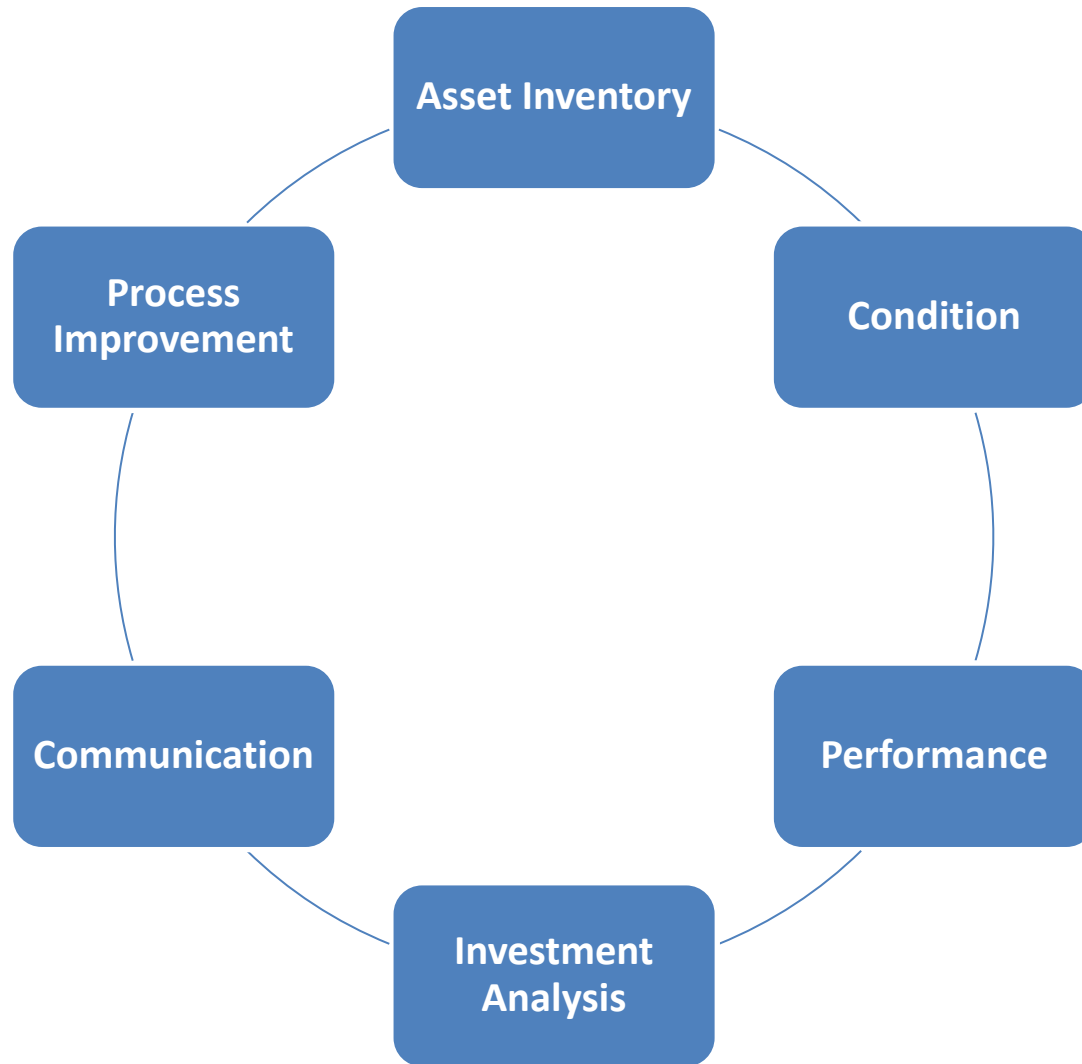 Asset Inventory
Condition
Performance
Investment
Analysis
Communication
Process
Improvement